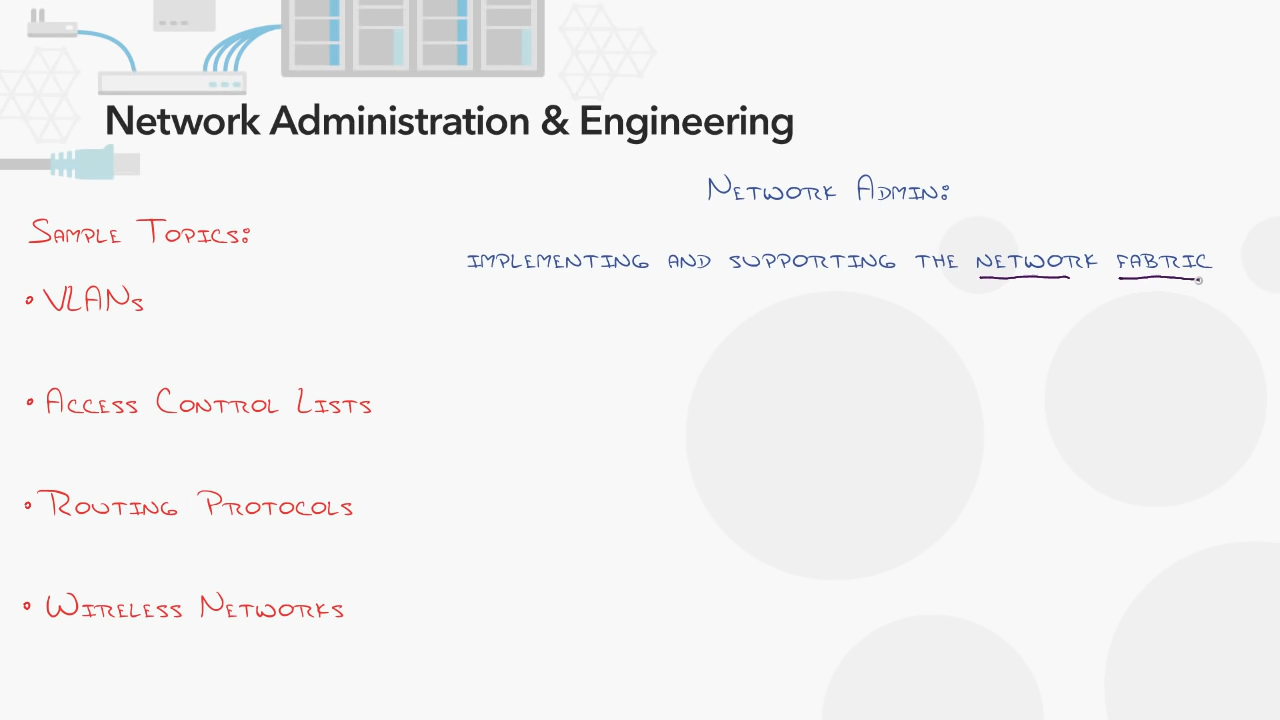 Network Administration & Engineering
Network Admin:
Sample Topics:
implementing and supporting the network fabric
• VLANs
• Access Control Lists
• Routing Protocols
• Wireless Networks